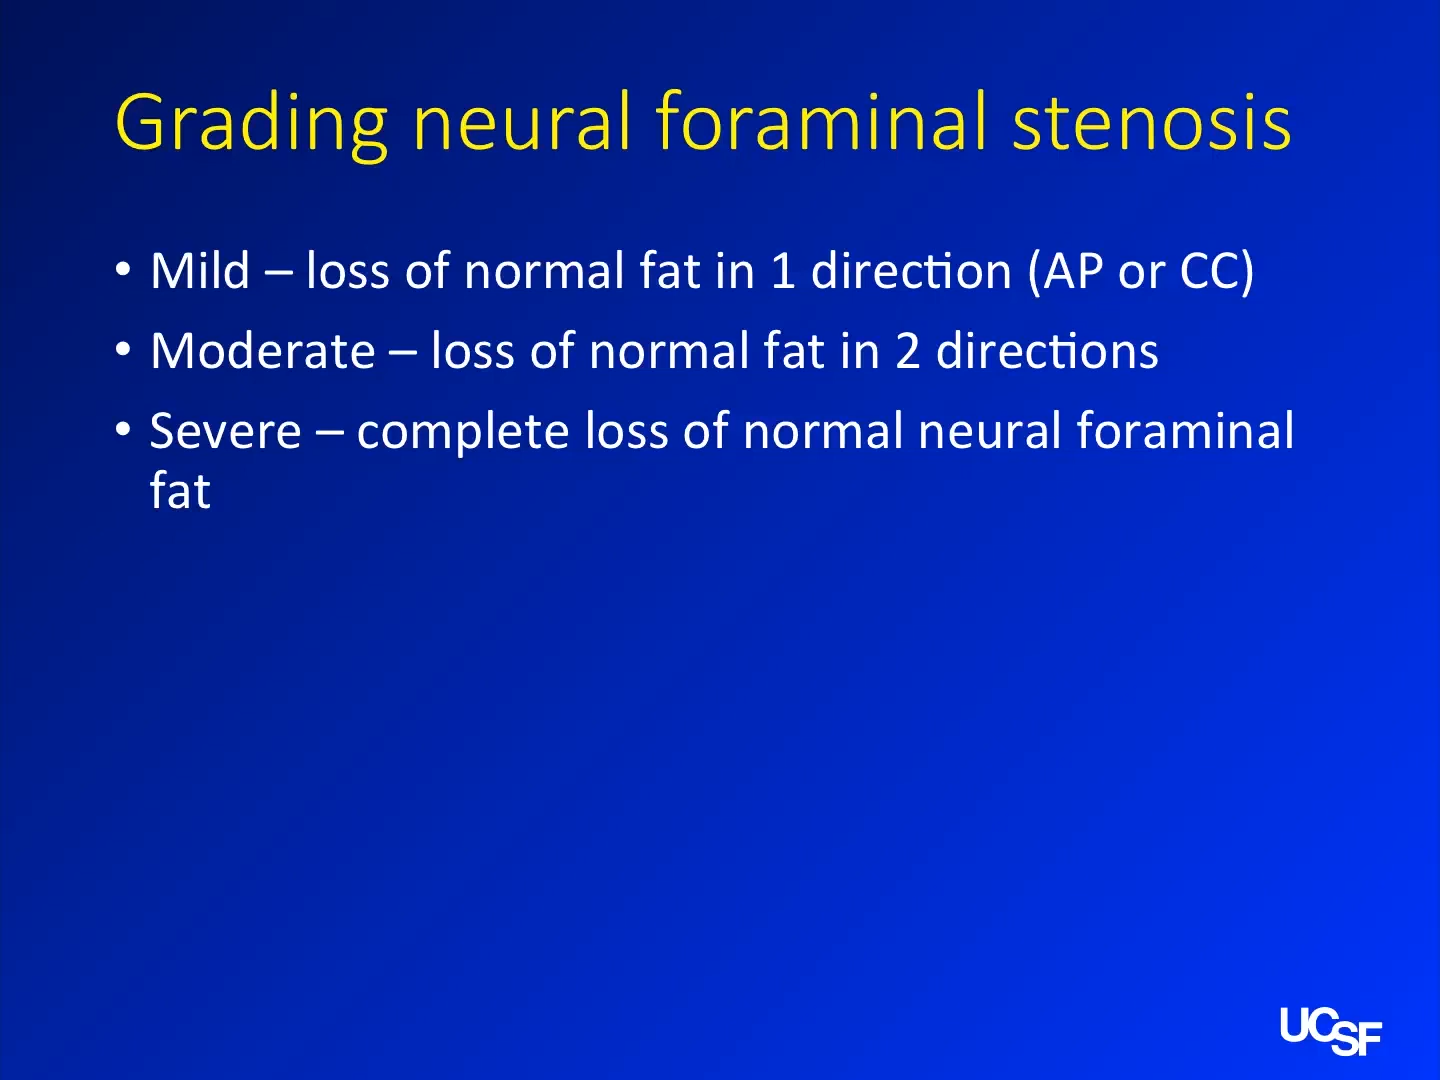 Grading neural foraminal stenosis
• Mild – loss of normal fat in 1 direction (AP or CC)
• Moderate – loss of normal fat in 2 directions
• Severe – complete loss of normal neural foraminal
fat
UCSF